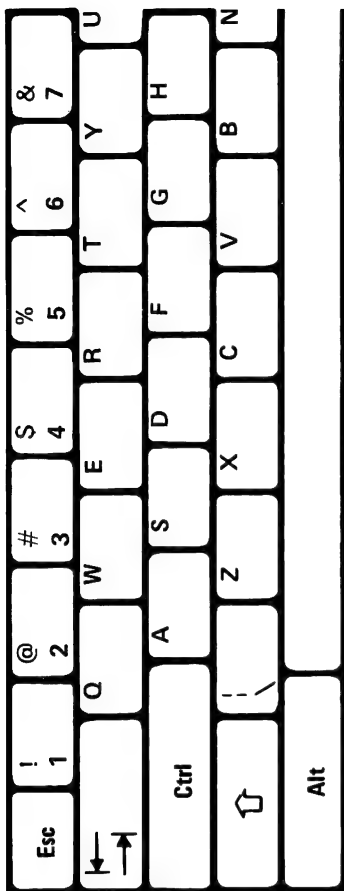 ! @ # $ % ^ &
Esc 1 2 3 4 5 6 7
Q W E R T Y U
Ctrl A S D F G H
¦ \ Z X C V B N
Alt